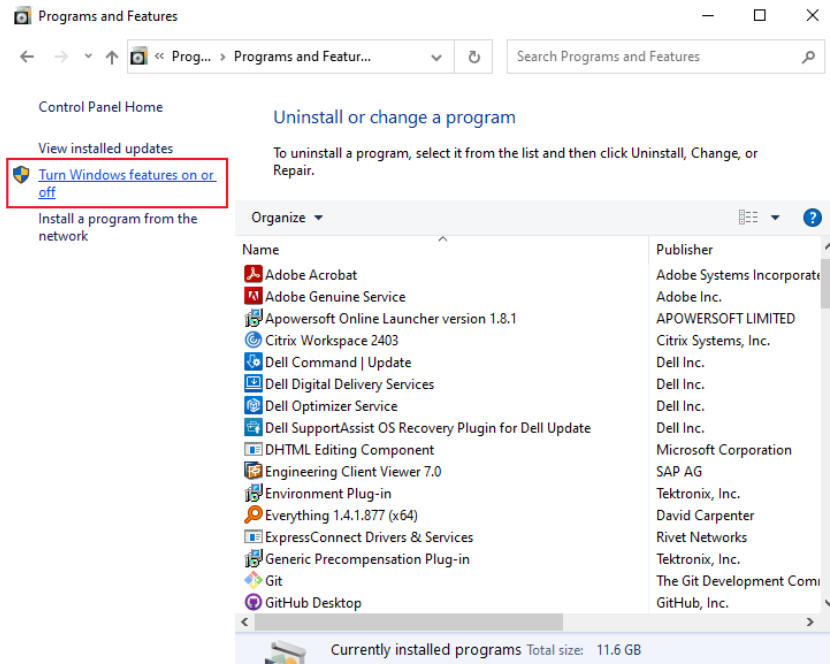 Programs and Features
« Prog... › Programs and Featur...
Search Programs and Features
Control Panel Home
View installed updates
Turn Windows features on or
off
Install a program from the
network
Uninstall or change a program
To uninstall a program, select it from the list and then click Uninstall, Change, or
Repair.
Organize
?
Name Publisher
Adobe Acrobat Adobe Systems Incorporate
Adobe Genuine Service Adobe Inc.
Apowersoft Online Launcher version 1.8.1 APOWERSOFT LIMITED
Citrix Workspace 2403 Citrix Systems, Inc.
Dell Command | Update Dell Inc.
Dell Digital Delivery Services Dell Inc.
Dell Optimizer Service Dell Inc.
Dell SupportAssist OS Recovery Plugin for Dell Update Dell Inc.
DHTML Editing Component Microsoft Corporation
Engineering Client Viewer 7.0 SAP AG
Environment Plug-in Tektronix, Inc.
Everything 1.4.1.877 (x64) David Carpenter
ExpressConnect Drivers & Services Rivet Networks
Generic Precompensation Plug-in Tektronix, Inc.
Git The Git Development Comm
GitHub Desktop GitHub, Inc.
Currently installed programs Total size: 11.6 GB